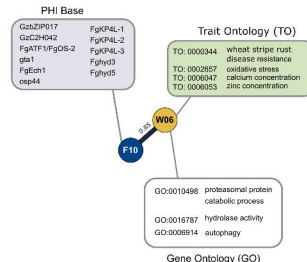 PHI Base
GzbZIP017
GzC2H042
FgATF1/FgOS-2
gta1
FgEch1
osp44
FgKP4L-1
FgKP4L-2
FgKP4L-3
Fghyd3
Fghyd5
Trait Ontology (TO)
TO: 0000344 wheat stripe rust
disease resistance
TO: 0002657 oxidative stress
TO: 0006047 calcium concentration
TO: 0006053 zinc concentration
W06
0.85
F10
GO:0010498 proteasomal protein
catabolic process
GO:0016787 hydrolase activity
GO:0006914 autophagy
Gene Ontology (GO)